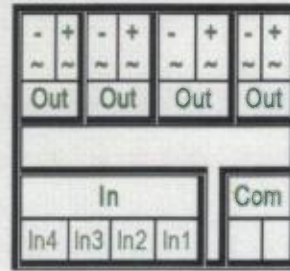 - + - + - + - +
~ ~ ~ ~ ~ ~ ~ ~
Out Out Out Out
In Com
In4 In3 In2 In1